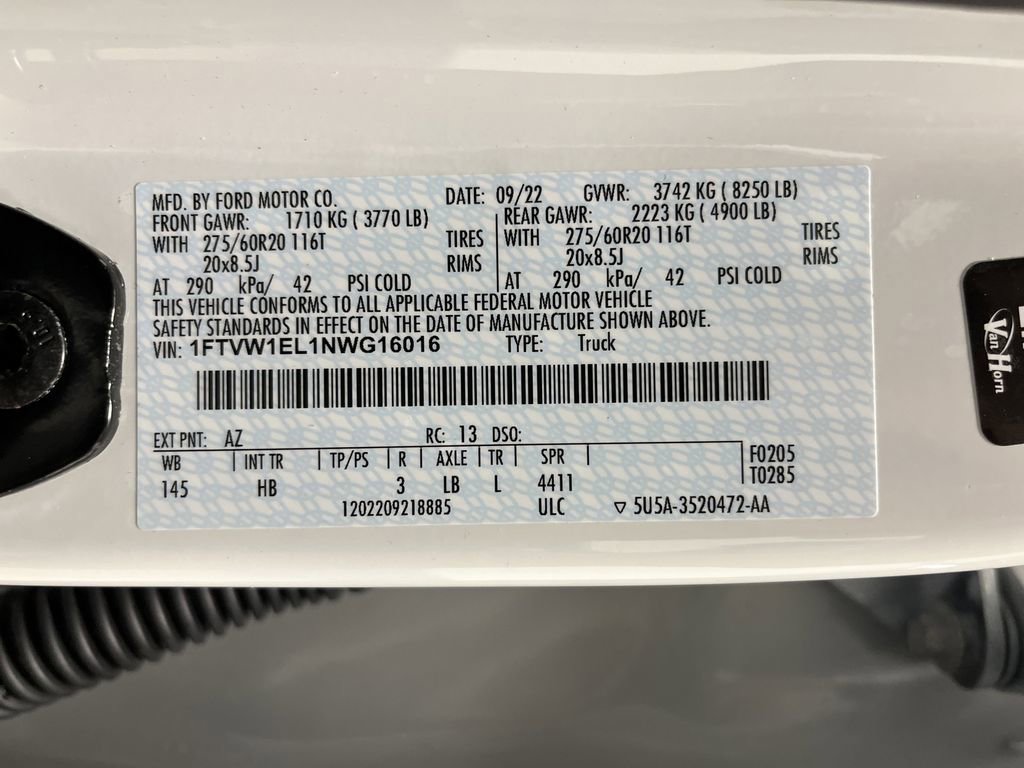 MFD. BY FORD MOTOR CO. DATE: 09/22 GVWR: 3742 KG ( 8250 LB)
FRONT GAWR: 1710 KG ( 3770 LB) REAR GAWR: 2223 KG ( 4900 LB)
WITH 275/60R20 116T TIRES WITH 275/60R20 116T TIRES
20x8.5J RIMS 20x8.5J RIMS
AT 290 kPa/ 42 PSI COLD AT 290 kPa/ 42 PSI COLD
THIS VEHICLE CONFORMS TO ALL APPLICABLE FEDERAL MOTOR VEHICLE
SAFETY STANDARDS IN EFFECT ON THE DATE OF MANUFACTURE SHOWN ABOVE.
VIN: 1FTVW1EL1NWG16016 TYPE: Truck
EXT PNT: AZ RC: 13 DSO:
WB INT TR TP/PS R AXLE TR SPR F0205
145 HB 3 LB L 4411 T0285
1202209218885 ULC ▽ 5U5A-3520472-AA
Van Horn